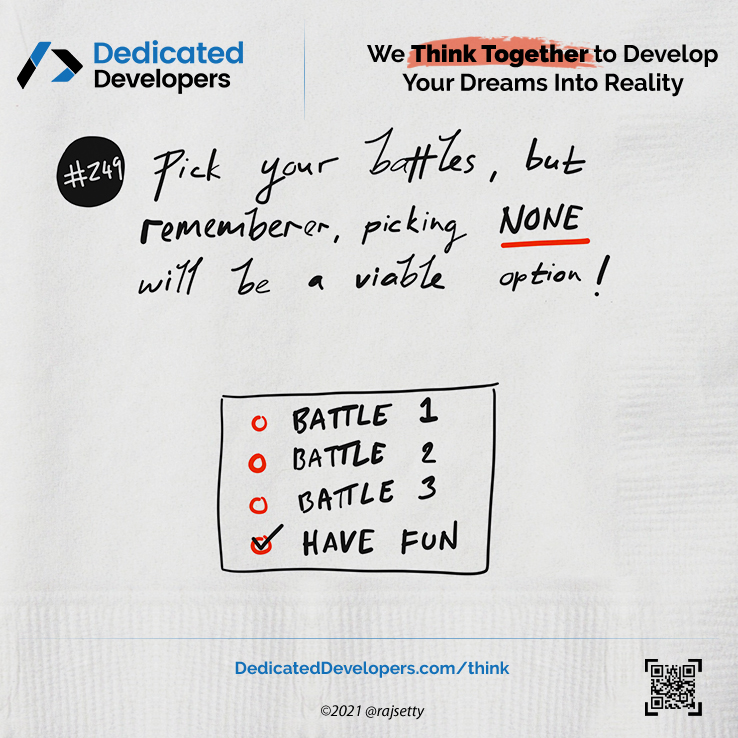 Dedicated
Developers
We Think Together to Develop
Your Dreams Into Reality
#249
Pick your battles, but
rememberer, picking NONE
will be a viable option!
BATTLE 1
BATTLE 2
BATTLE 3
HAVE FUN
DedicatedDevelopers.com/think
©2021 @rajsetty